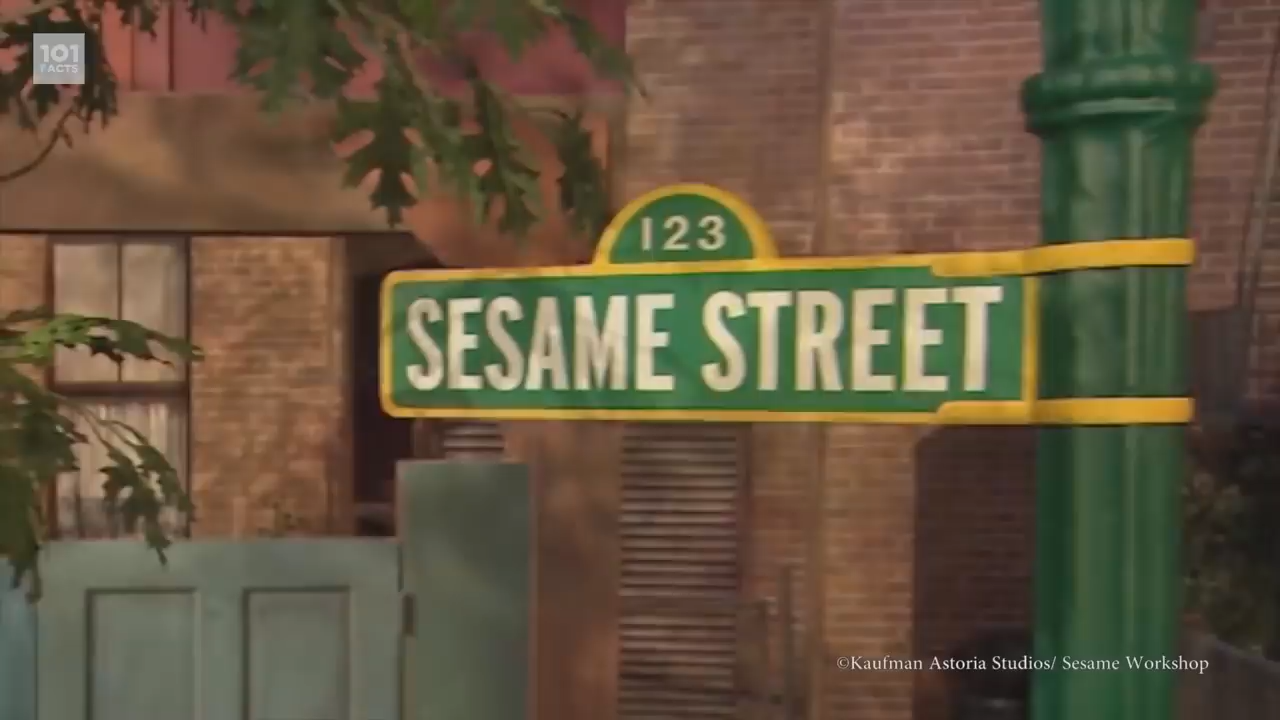 101
FACTS
123
SESAME STREET
©Kaufman Astoria Studios/ Sesame Workshop